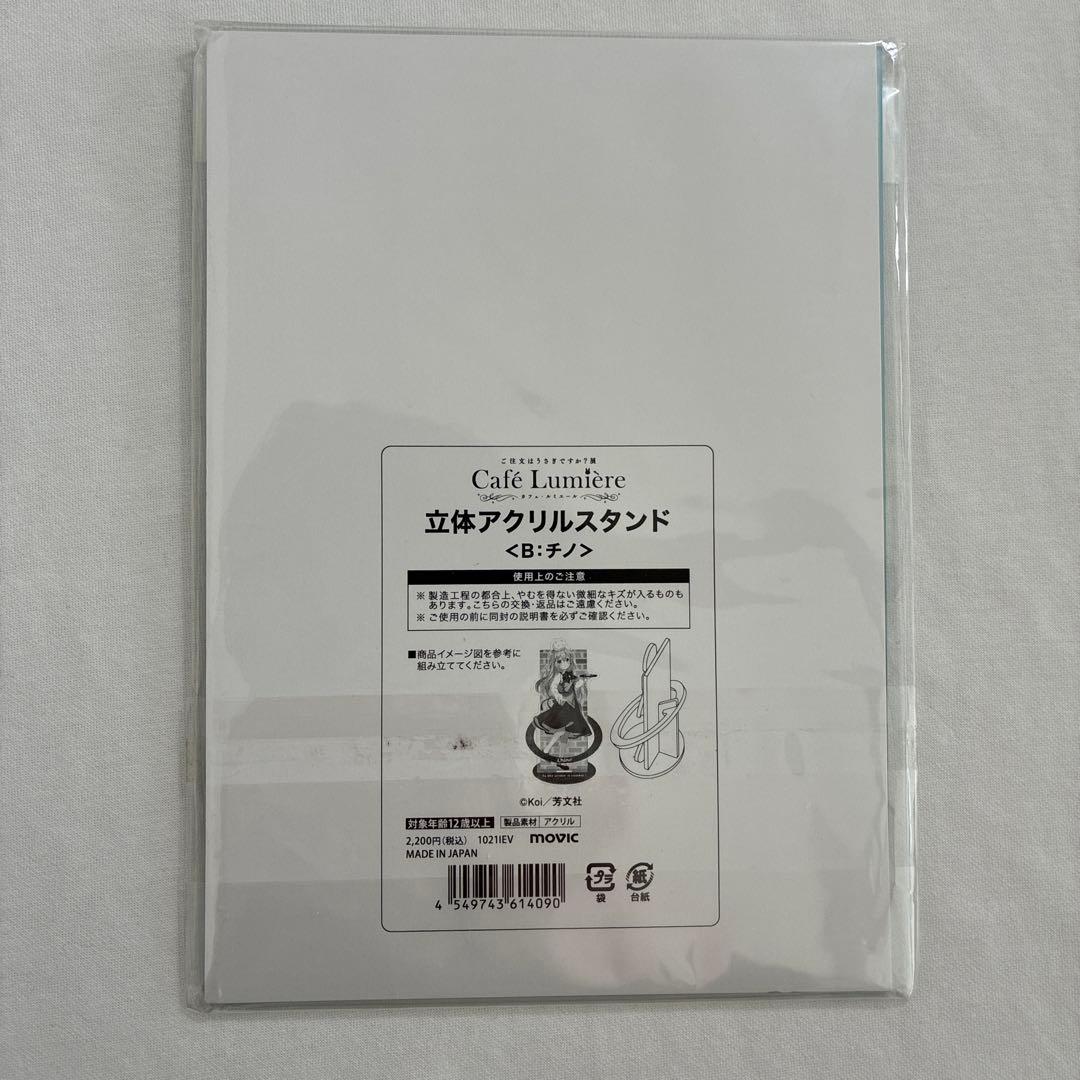 ご注文はうさぎですか?展
Café Lumière
カフェ・ルミエール
立体アクリルスタンド
<B:チノ>
使用上のご注意
※ 製造工程の都合上、やむを得ない微細なキズが入るものも
あります。こちらの交換・返品はご遠慮ください。
※ ご使用の前に同封の説明書を必ずご確認ください。
■商品イメージ図を参考に
組み立ててください。
Chino
©Koi/芳文社
対象年齢12歳以上 製品素材 アクリル
2,200円(税込) 1021IEV movic
MADE IN JAPAN
4 549743 614090
プラ 袋
紙 台紙